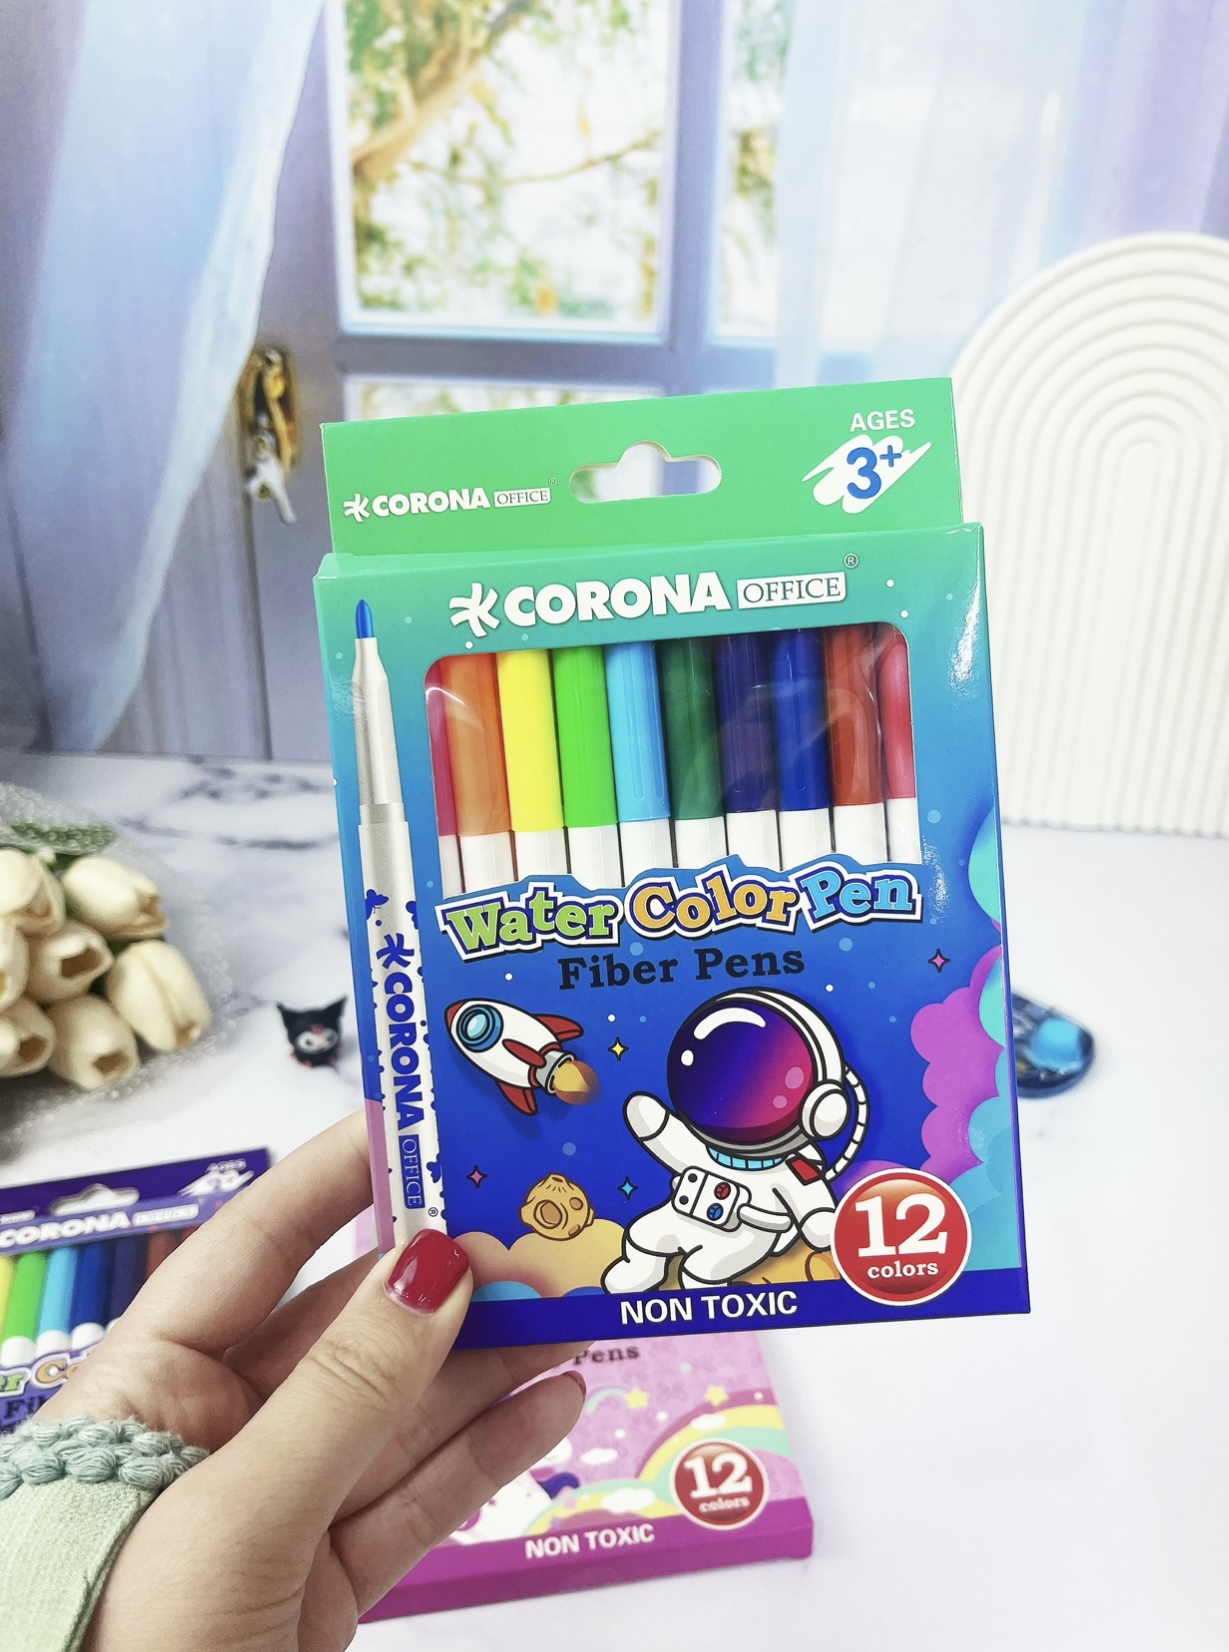 AGES
3+
CORONA OFFICE
CORONA OFFICE ®
Water Color Pen
Fiber Pens
CORONA OFFICE ®
12
colors
NON TOXIC
CORONA
Pens
12
colors
NON TOXIC